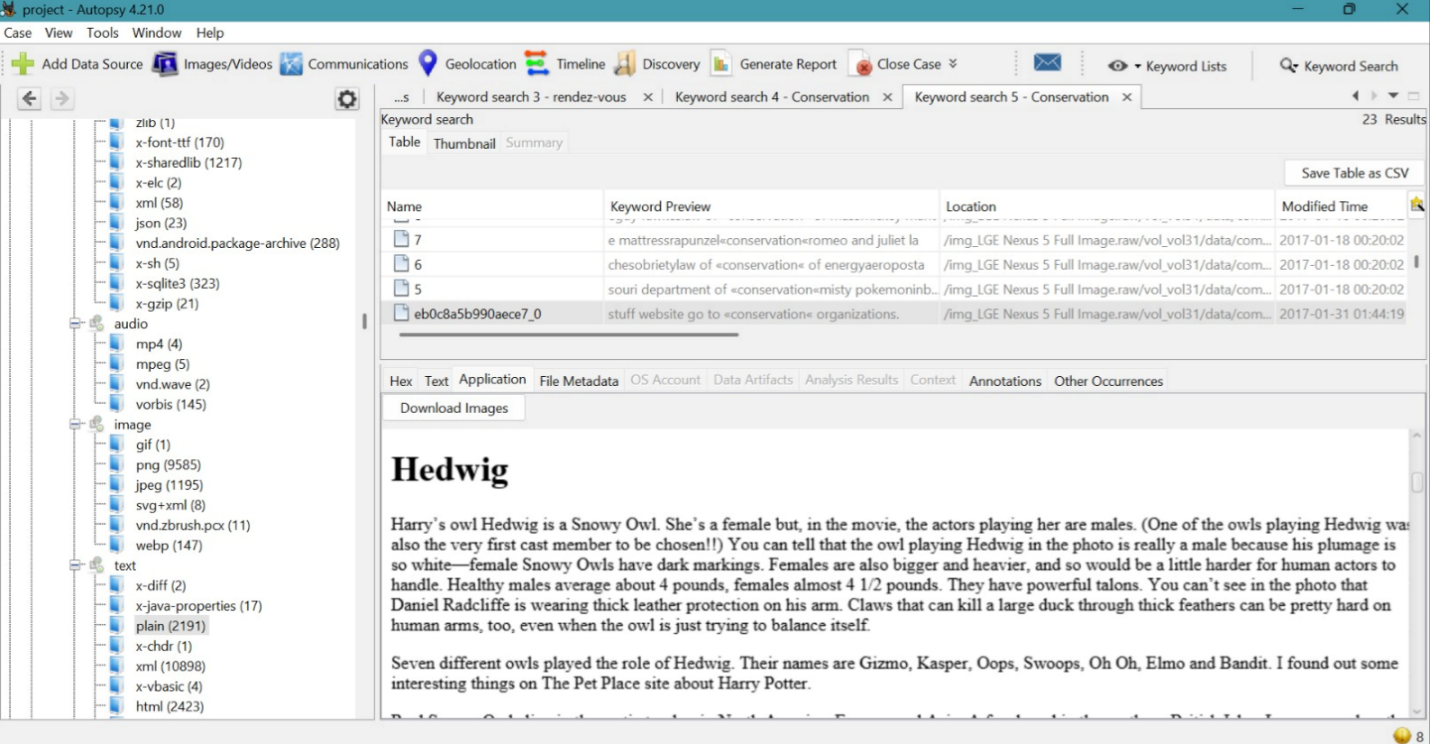 project - Autopsy 4.21.0
Case View Tools Window Help
Add Data Source Images/Videos Communications Geolocation Timeline Discovery Generate Report Close Case Keyword Lists Keyword Search
...s Keyword search 3 - rendez-vous Keyword search 4 - Conservation Keyword search 5 - Conservation
Keyword search 23 Results
Table Thumbnail Summary
Save Table as CSV
Name Keyword Preview Location Modified Time
7 e mattressrapunzel«conservation«romeo and juliet la /img_LGE Nexus 5 Full Image.raw/vol_vol31/data/com... 2017-01-18 00:20:02
6 chesobrietylaw of «conservation« of energyaeroposta /img_LGE Nexus 5 Full Image.raw/vol_vol31/data/com... 2017-01-18 00:20:02
5 souri department of «conservation«misty pokemoninb... /img_LGE Nexus 5 Full Image.raw/vol_vol31/data/com... 2017-01-18 00:20:02
eb0c8a5b990aece7_0 stuff website go to «conservation« organizations. /img_LGE Nexus 5 Full Image.raw/vol_vol31/data/com... 2017-01-31 01:44:19
zlib (1)
x-font-ttf (170)
x-sharedlib (1217)
x-elc (2)
xml (58)
json (23)
vnd.android.package-archive (288)
x-sh (5)
x-sqlite3 (323)
x-gzip (21)
audio
mp4 (4)
mpeg (5)
vnd.wave (2)
vorbis (145)
image
gif (1)
png (9585)
jpeg (1195)
svg+xml (8)
vnd.zbrush.pcx (11)
webp (147)
text
x-diff (2)
x-java-properties (17)
plain (2191)
x-chdr (1)
xml (10898)
x-vbasic (4)
html (2423)
Hex Text Application File Metadata OS Account Data Artifacts Analysis Results Context Annotations Other Occurrences
Download Images
Hedwig
Harry's owl Hedwig is a Snowy Owl. She's a female but, in the movie, the actors playing her are males. (One of the owls playing Hedwig was
also the very first cast member to be chosen!!) You can tell that the owl playing Hedwig in the photo is really a male because his plumage is
so white—female Snowy Owls have dark markings. Females are also bigger and heavier, and so would be a little harder for human actors to
handle. Healthy males average about 4 pounds, females almost 4 1/2 pounds. They have powerful talons. You can't see in the photo that
Daniel Radcliffe is wearing thick leather protection on his arm. Claws that can kill a large duck through thick feathers can be pretty hard on
human arms, too, even when the owl is just trying to balance itself.
Seven different owls played the role of Hedwig. Their names are Gizmo, Kasper, Oops, Swoops, Oh Oh, Elmo and Bandit. I found out some
interesting things on The Pet Place site about Harry Potter.
8